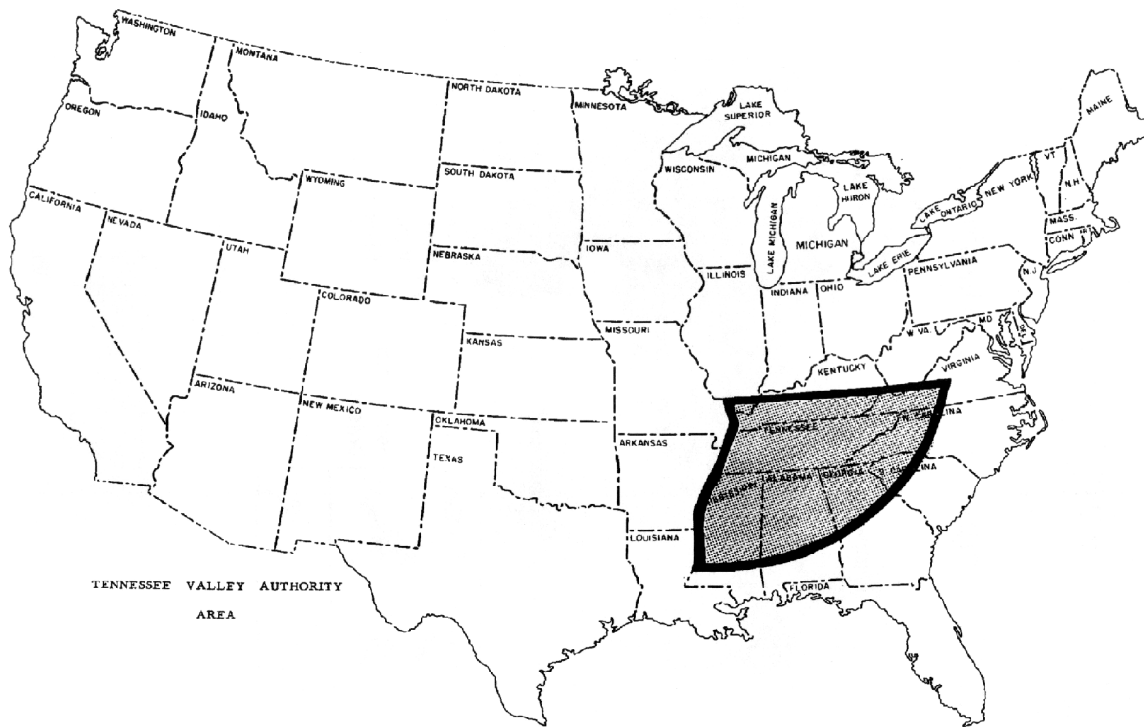 WASHINGTON
MONTANA
NORTH DAKOTA
MINNESOTA
LAKE
SUPERIOR
MAINE
OREGON
IDAHO
WISCONSIN
MICHIGAN
VT.
NEW YORK
N.H.
SOUTH DAKOTA
WYOMING
LAKE
HURON
LAKE
ONTARIO
MASS.
CONN
CALIFORNIA
NEVADA
UTAH
NEBRASKA
IOWA
LAKE MICHIGAN
MICHIGAN
LAKE ERIE
PENNSYLVANIA
N.J.
ILLINOIS
INDIANA
OHIO
COLORADO
MISSOURI
KANSAS
W. VA.
MD.
KENTUCKY
VIRGINIA
ARIZONA
NEW MEXICO
OKLAHOMA
TENNESSEE
N. CAROLINA
ARKANSAS
TEXAS
ALABAMA
GEORGIA
S. CAROLINA
LOUISIANA
FLORIDA
TENNESSEE VALLEY AUTHORITY
AREA